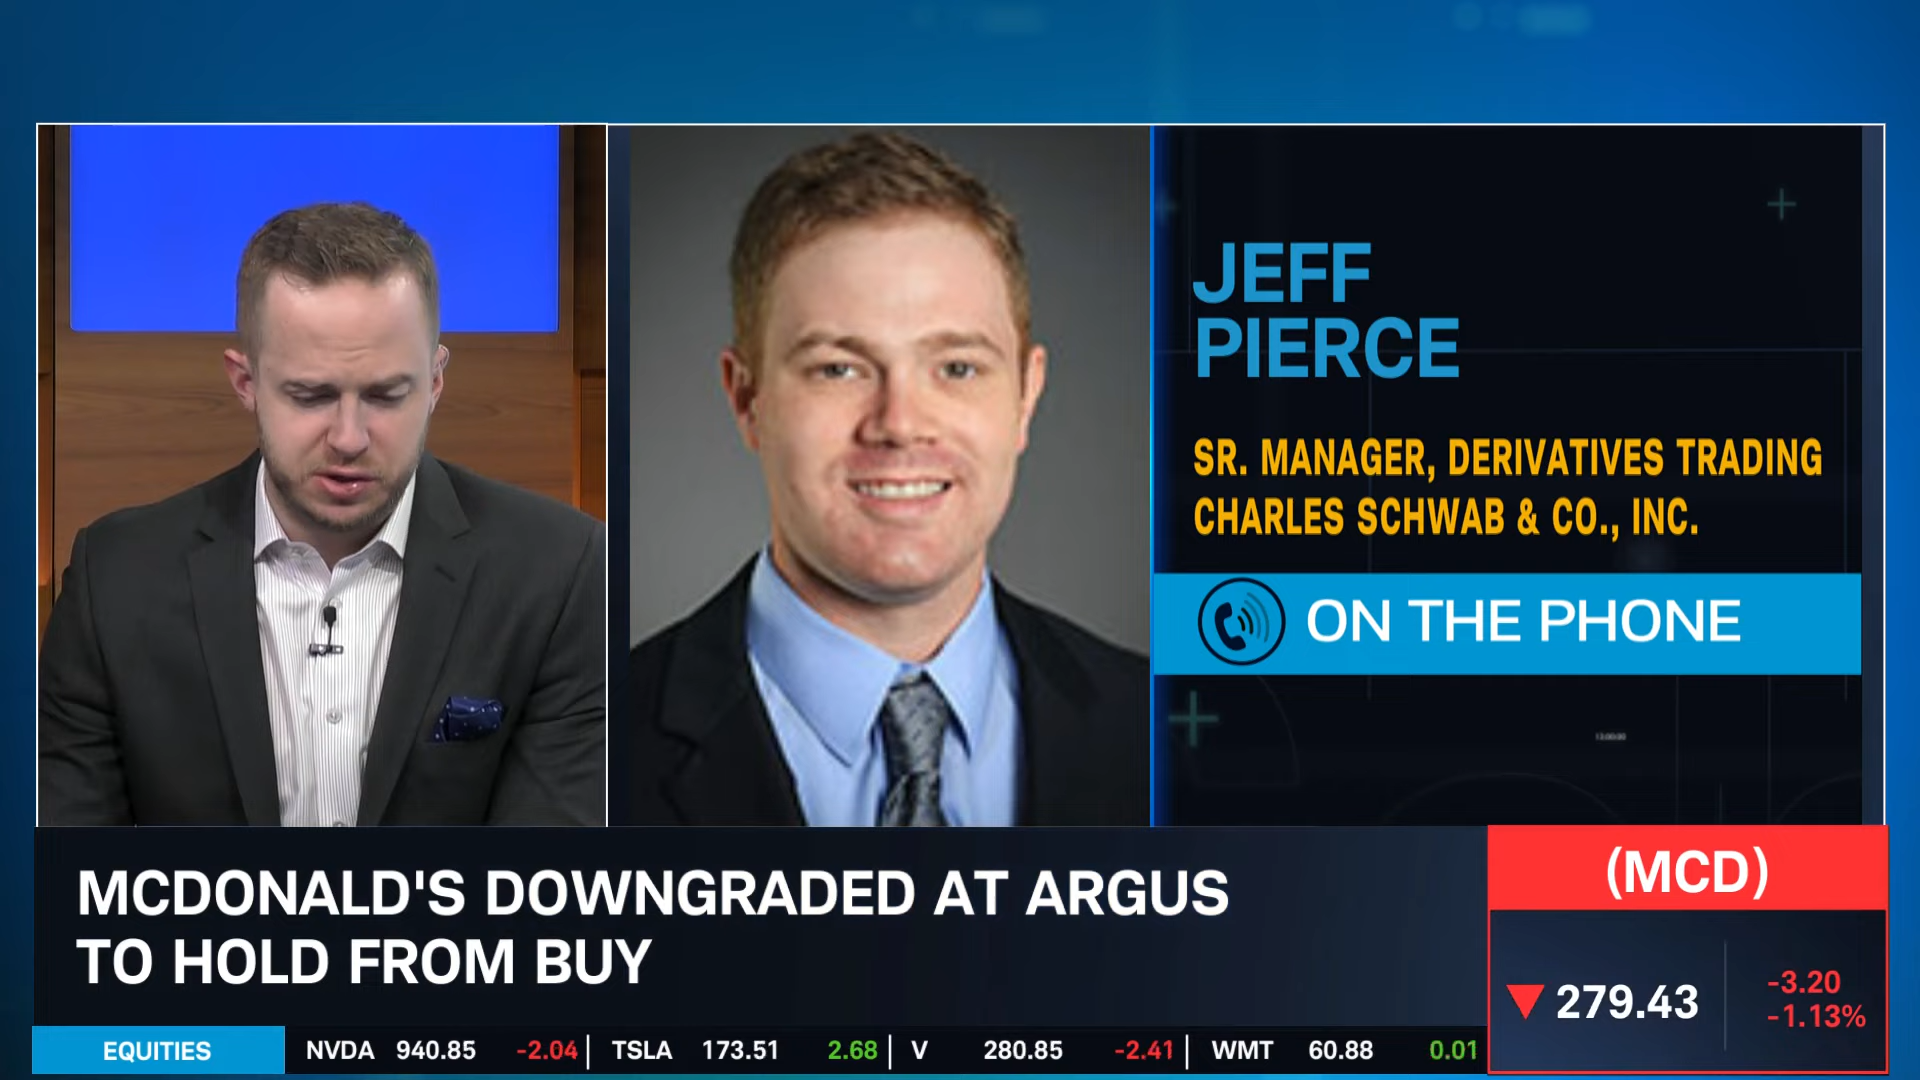 JEFF
PIERCE
SR. MANAGER, DERIVATIVES TRADING
CHARLES SCHWAB & CO., INC.
ON THE PHONE
MCDONALD'S DOWNGRADED AT ARGUS
TO HOLD FROM BUY
(MCD)
279.43
-3.20
-1.13%
EQUITIES NVDA 940.85 -2.04 TSLA 173.51 2.68 V 280.85 -2.41 WMT 60.88 0.01